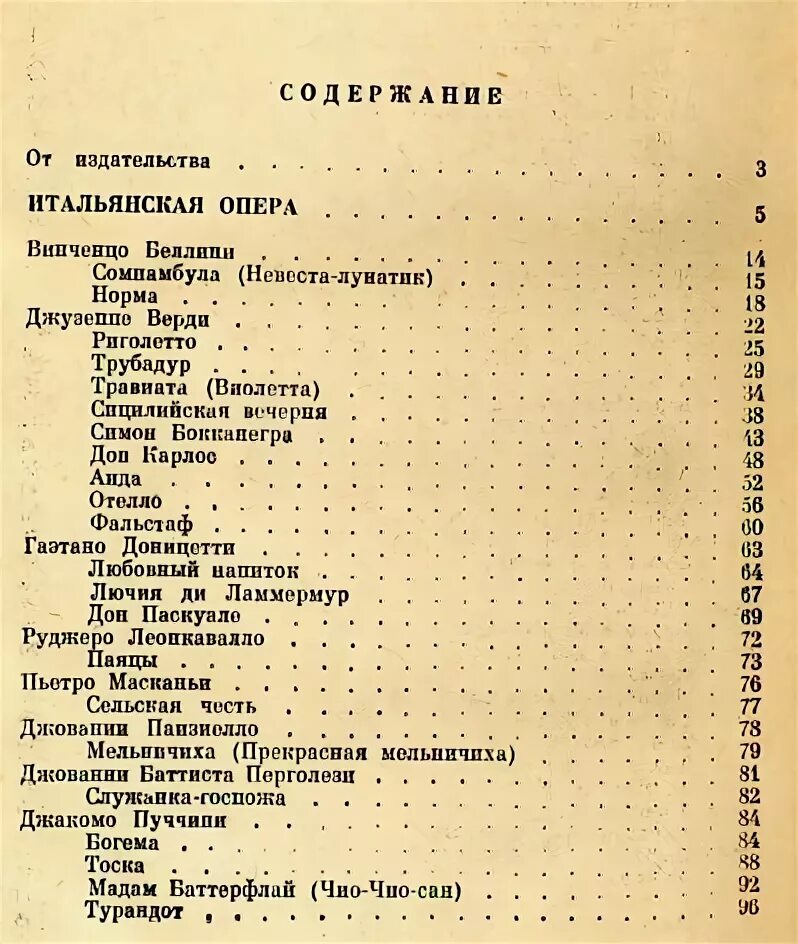 СОДЕРЖАНИЕ
От издательства . . . . . . . . . . . . . . . . . . 3
ИТАЛЬЯНСКАЯ ОПЕРА . . . . . . . . . . . . . . 5
Винченцо Беллини . . . . . . . . . . . . . . . . 14
Сомнамбула (Невеста-лунатик) . . . . . . . . . . 15
Норма . . . . . . . . . . . . . . . . . . . . 18
Джузеппе Верди . . . . . . . . . . . . . . . . . 22
Риголетто . . . . . . . . . . . . . . . . . . 25
Трубадур . . . . . . . . . . . . . . . . . . 29
Травиата (Виолетта) . . . . . . . . . . . . . . 34
Сицилийская вечерня . . . . . . . . . . . . . . 38
Симон Бокканегра . . . . . . . . . . . . . . . 43
Дон Карлос . . . . . . . . . . . . . . . . . 48
Аида . . . . . . . . . . . . . . . . . . . . 52
Отелло . . . . . . . . . . . . . . . . . . . 56
Фальстаф . . . . . . . . . . . . . . . . . . 60
Гаэтано Доницетти . . . . . . . . . . . . . . . . 63
Любовный напиток . . . . . . . . . . . . . . . 64
Лючия ди Ламмермур . . . . . . . . . . . . . . 67
Дон Паскуале . . . . . . . . . . . . . . . . 69
Руджеро Леонкавалло . . . . . . . . . . . . . . . 72
Паяцы . . . . . . . . . . . . . . . . . . . 73
Пьетро Масканьи . . . . . . . . . . . . . . . . . 76
Сельская честь . . . . . . . . . . . . . . . . 77
Джованни Паизиелло . . . . . . . . . . . . . . . 78
Мельничиха (Прекрасная мельничиха) . . . . . . . 79
Джованни Баттиста Перголези . . . . . . . . . . . . 81
Служанка-госпожа . . . . . . . . . . . . . . . 82
Джакомо Пуччини . . . . . . . . . . . . . . . . . 84
Богема . . . . . . . . . . . . . . . . . . . 84
Тоска . . . . . . . . . . . . . . . . . . . . 88
Мадам Баттерфлай (Чио-Чио-сан) . . . . . . . . . 92
Турандот . . . . . . . . . . . . . . . . . . 96